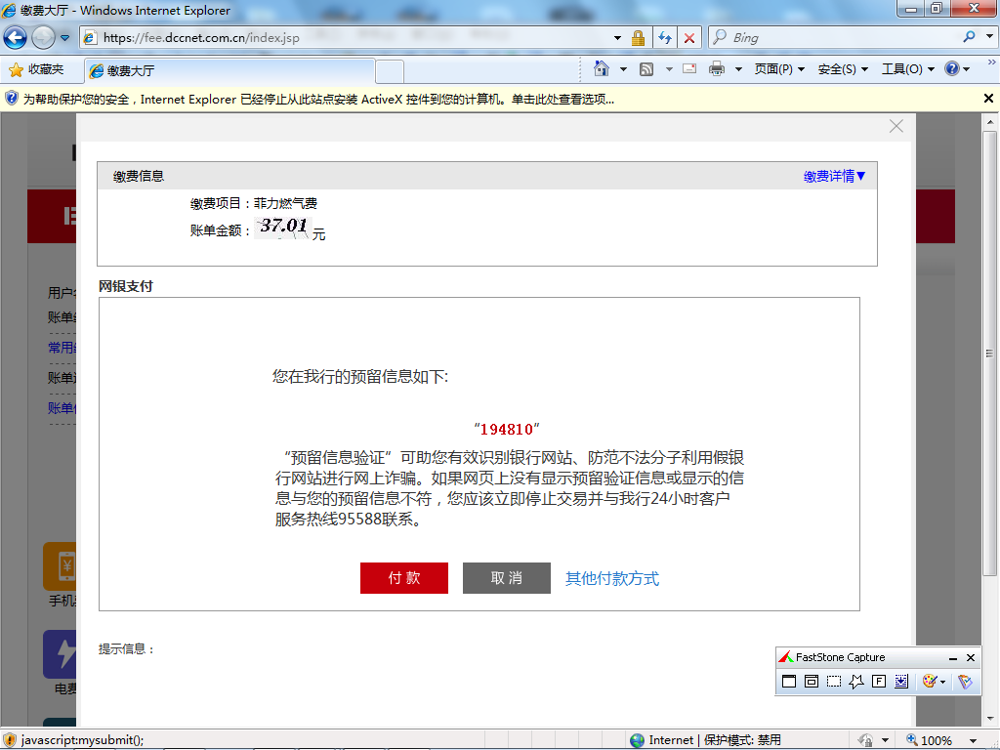 缴费大厅 - Windows Internet Explorer
https://fee.dccnet.com.cn/index.jsp
Bing
收藏夹
缴费大厅
页面(P)
安全(S)
工具(O)
为帮助保护您的安全，Internet Explorer 已经停止从此站点安装 ActiveX 控件到您的计算机。单击此处查看选项...
缴费信息
缴费详情▼
缴费项目：菲力燃气费
账单金额：37.01元
网银支付
用户
账单
常用
账单
账单
您在我行的预留信息如下:
“194810”
“预留信息验证”可助您有效识别银行网站、防范不法分子利用假银
行网站进行网上诈骗。如果网页上没有显示预留验证信息或显示的信
息与您的预留信息不符，您应该立即停止交易并与我行24小时客户
服务热线95588联系。
付 款
取 消
其他付款方式
手机
电费
提示信息：
FastStone Capture
javascript:mysubmit();
Internet | 保护模式: 禁用
100%